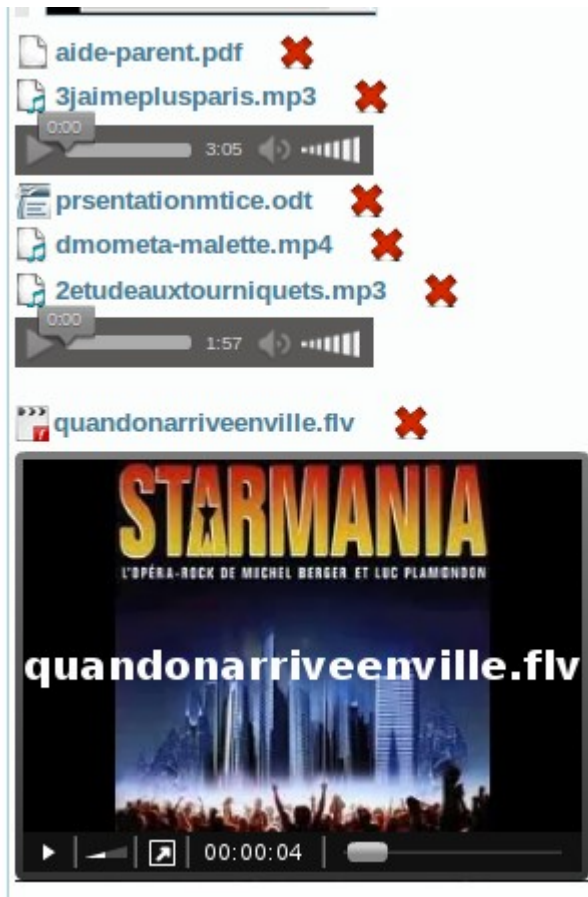 aide-parent.pdf
3jaimeplusparis.mp3
0:00
3:05
prsentationmtice.odt
dmometa-malette.mp4
2etudeauxtourniquets.mp3
0:00
1:57
quandonarriveenville.flv
STARMANIA
L'OPÉRA-ROCK DE MICHEL BERGER ET LUC PLAMONDON
quandonarriveenville.flv
00:00:04